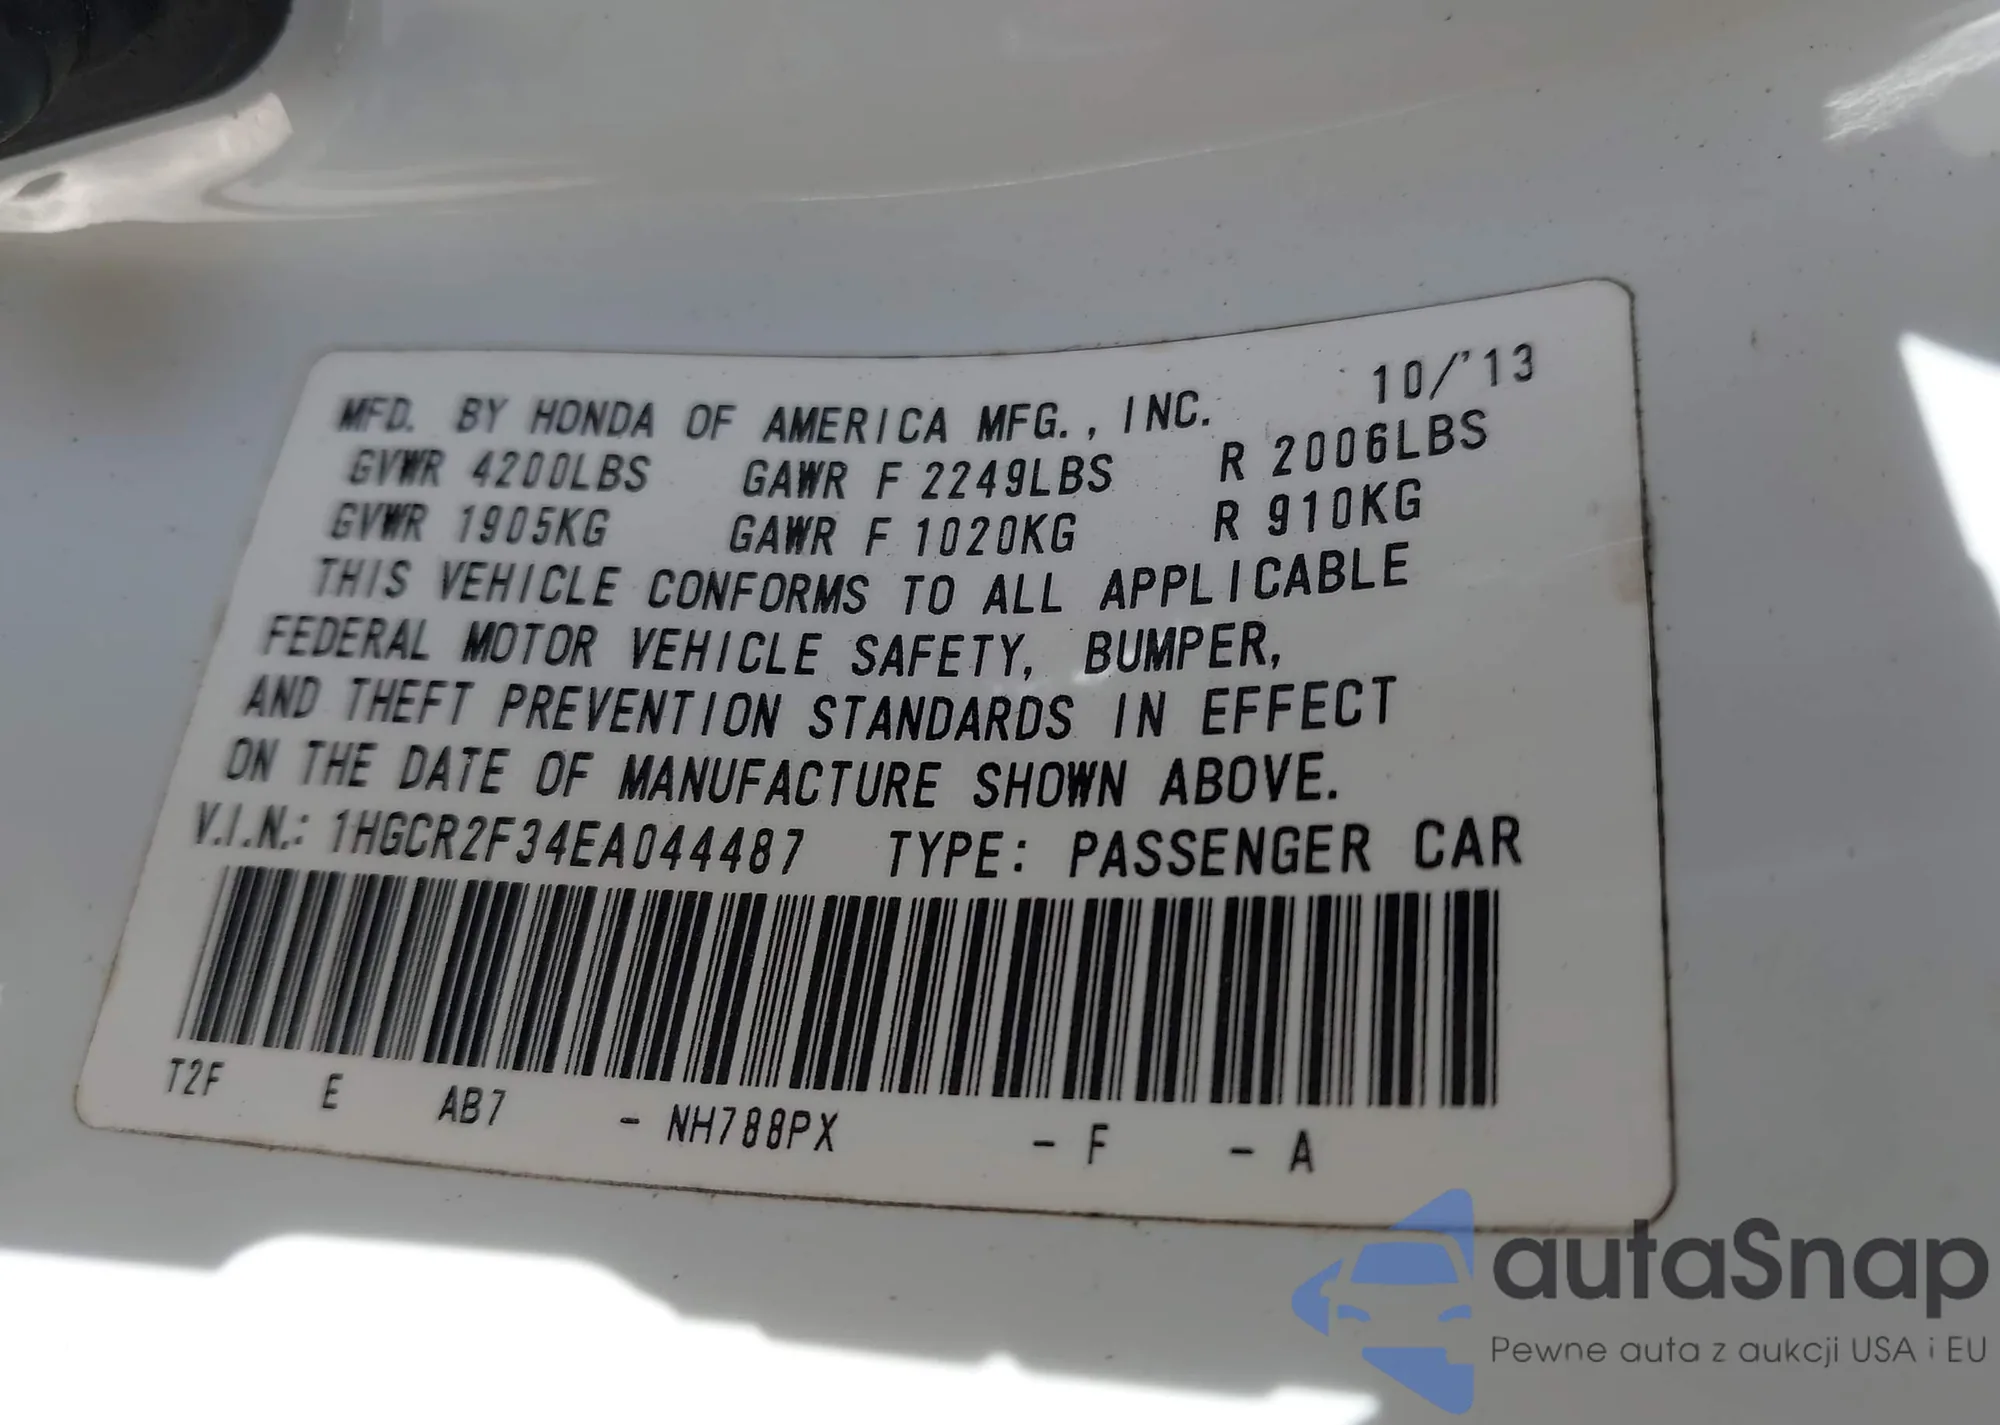 MFD. BY HONDA OF AMERICA MFG., INC. 10/'13
GVWR 4200LBS GAWR F 2249LBS R 2006LBS
GVWR 1905KG GAWR F 1020KG R 910KG
THIS VEHICLE CONFORMS TO ALL APPLICABLE
FEDERAL MOTOR VEHICLE SAFETY, BUMPER,
AND THEFT PREVENTION STANDARDS IN EFFECT
ON THE DATE OF MANUFACTURE SHOWN ABOVE.
V.I.N.: 1HGCR2F34EA044487 TYPE: PASSENGER CAR
T2F E AB7 - NH788PX - F - A
autaSnap
Pewne auta z aukcji USA i EU